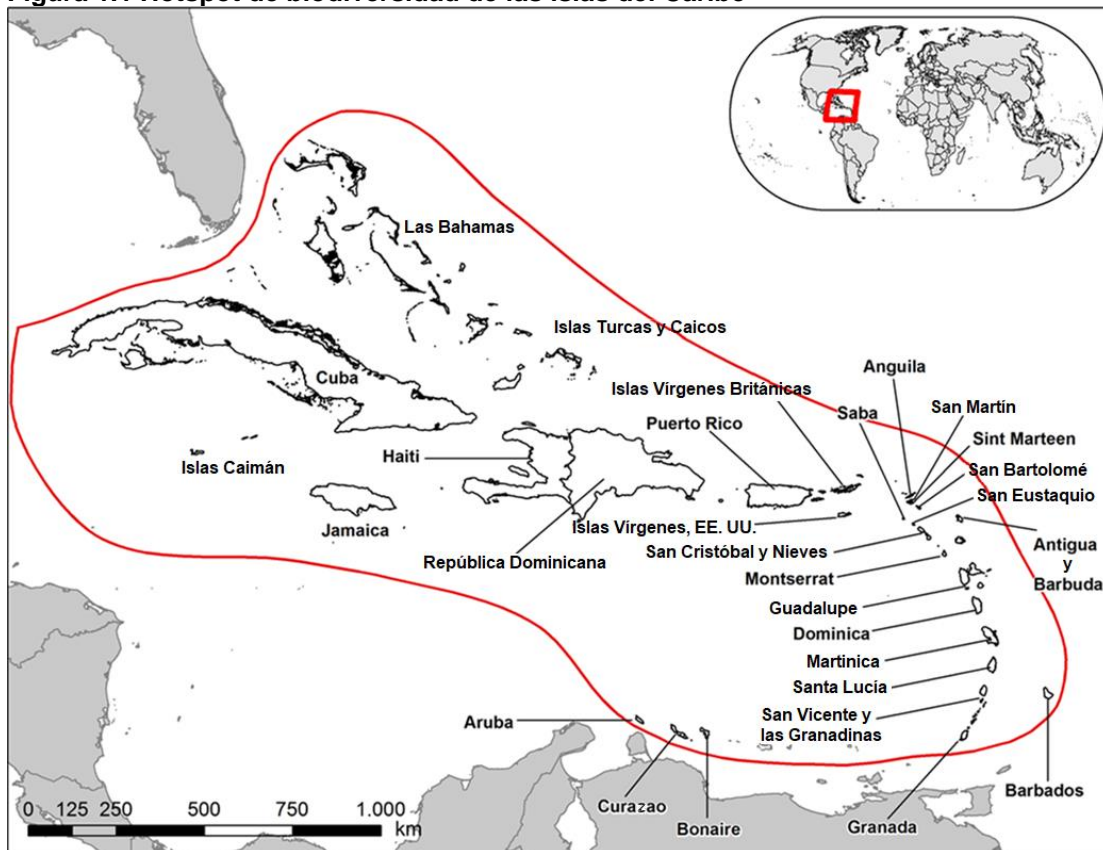 Figura 1.1 Hotspot de biodiversidad de las Islas del Caribe
Las Bahamas
Islas Turcas y Caicos
Cuba
Islas Vírgenes Británicas
Anguila
Saba
San Martín
Puerto Rico
Sint Marteen
Haiti
San Bartolomé
Islas Caimán
San Eustaquio
Jamaica
Islas Virgenes, EE. UU.
República Dominicana
San Cristóbal y Nieves
Antigua
y
Barbuda
Montserrat
Guadalupe
Dominica
Martinica
Santa Lucía
Aruba
San Vicente y
las Granadinas
Barbados
Curazao
Bonaire
Granada
0 125 250 500 750 1.000
km